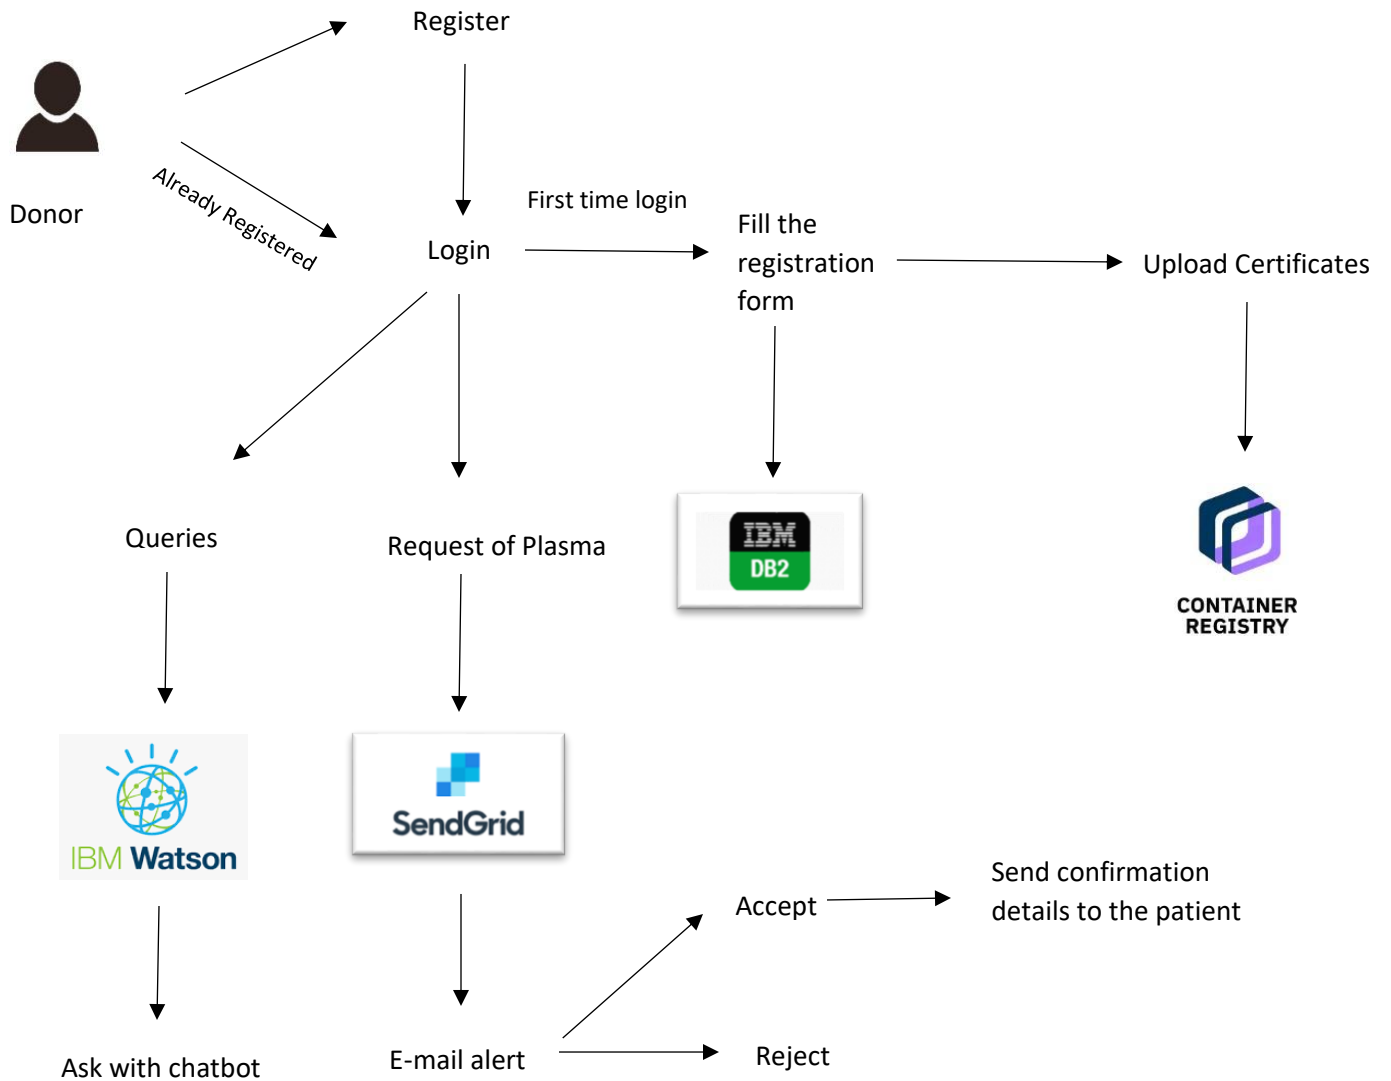 Register
Donor
Already Registered
First time login
Login
Fill the
registration
form
Upload Certificates
Queries
Request of Plasma
IBM
DB2
CONTAINER
REGISTRY
IBM Watson
SendGrid
Accept
Send confirmation
details to the patient
Ask with chatbot
E-mail alert
Reject